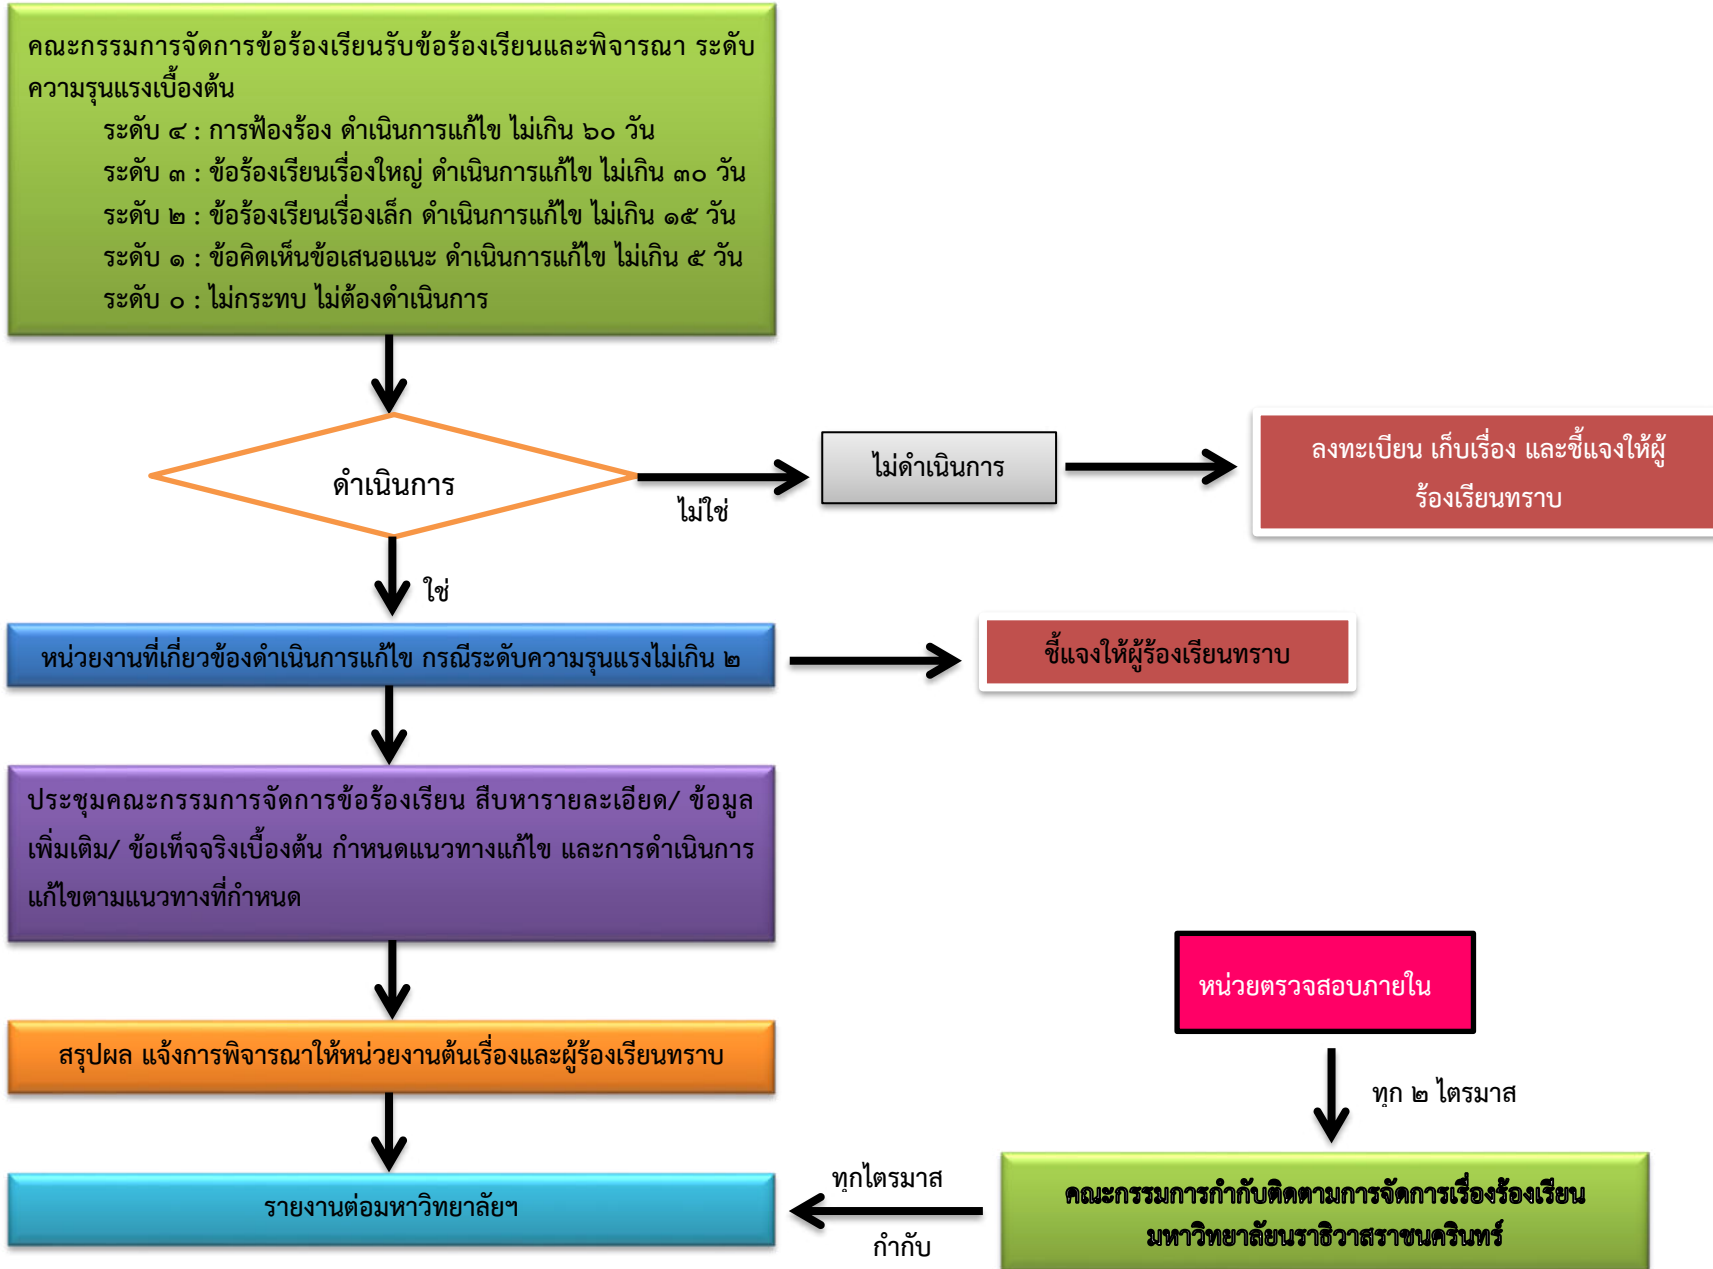 คณะกรรมการจัดการข้อร้องเรียนรับข้อร้องเรียนและพิจารณา ระดับ
ความรุนแรงเบื้องต้น
ระดับ ๔ : การฟ้องร้อง ดำเนินการแก้ไข ไม่เกิน ๖๐ วัน
ระดับ ๓ : ข้อร้องเรียนเรื่องใหญ่ ดำเนินการแก้ไข ไม่เกิน ๓๐ วัน
ระดับ ๒ : ข้อร้องเรียนเรื่องเล็ก ดำเนินการแก้ไข ไม่เกิน ๑๕ วัน
ระดับ ๑ : ข้อคิดเห็นข้อเสนอแนะ ดำเนินการแก้ไข ไม่เกิน ๕ วัน
ระดับ ๐ : ไม่กระทบ ไม่ต้องดำเนินการ
ดำเนินการ
ไม่ใช่
ไม่ดำเนินการ
ลงทะเบียน เก็บเรื่อง และชี้แจงให้ผู้
ร้องเรียนทราบ
ใช่
หน่วยงานที่เกี่ยวข้องดำเนินการแก้ไข กรณีระดับความรุนแรงไม่เกิน ๒
ชี้แจงให้ผู้ร้องเรียนทราบ
ประชุมคณะกรรมการจัดการข้อร้องเรียน สืบหารายละเอียด/ ข้อมูล
เพิ่มเติม/ ข้อเท็จจริงเบื้องต้น กำหนดแนวทางแก้ไข และการดำเนินการ
แก้ไขตามแนวทางที่กำหนด
หน่วยตรวจสอบภายใน
สรุปผล แจ้งการพิจารณาให้หน่วยงานต้นเรื่องและผู้ร้องเรียนทราบ
ทุก ๒ ไตรมาส
รายงานต่อมหาวิทยาลัยฯ
ทุกไตรมาส
กำกับ
คณะกรรมการกำกับติดตามการจัดการเรื่องร้องเรียน
มหาวิทยาลัยนราธิวาสราชนครินทร์